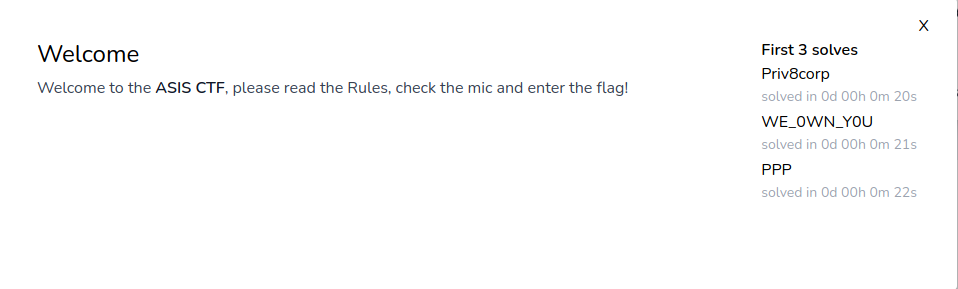 X
Welcome
Welcome to the ASIS CTF, please read the Rules, check the mic and enter the flag!
First 3 solves
Priv8corp
solved in 0d 00h 0m 20s
WE_0WN_Y0U
solved in 0d 00h 0m 21s
PPP
solved in 0d 00h 0m 22s